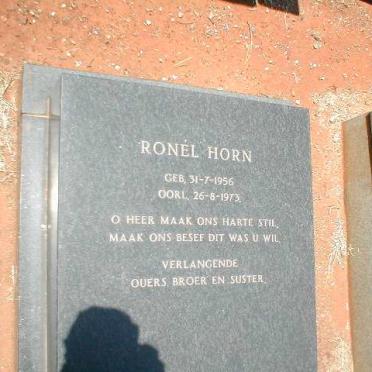 RONÉL HORN
GEB, 31-7-1956
OORL, 26-8-1973.
O HEER MAAK ONS HARTE STIL,
MAAK ONS BESEF DIT WAS U WIL.
VERLANGENDE
OUERS BROER EN SUSTER.